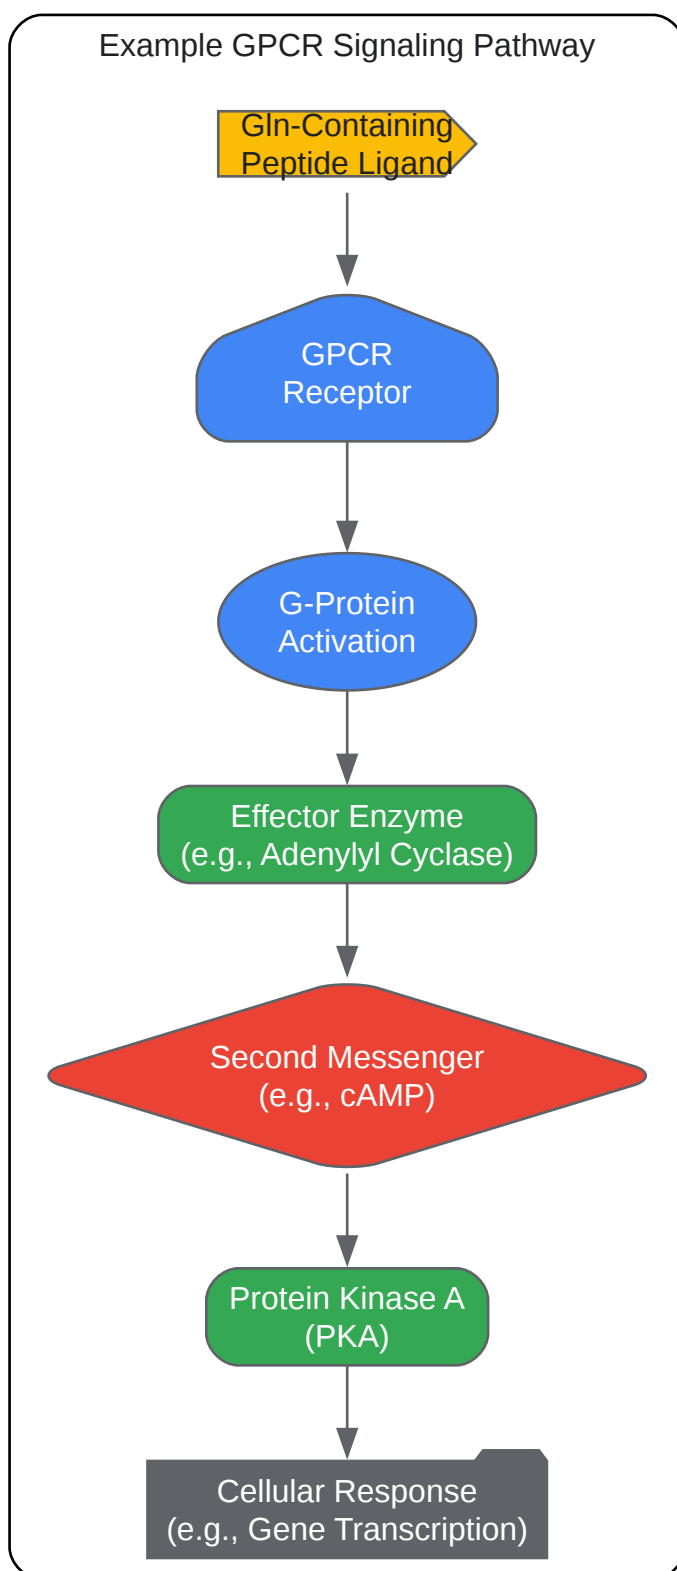 Example GPCR Signaling Pathway
Gln-Containing
Peptide Ligand
GPCR
Receptor
G-Protein
Activation
Effector Enzyme
(e.g., Adenylyl Cyclase)
Second Messenger
(e.g., cAMP)
Protein Kinase A
(PKA)
Cellular Response
(e.g., Gene Transcription)